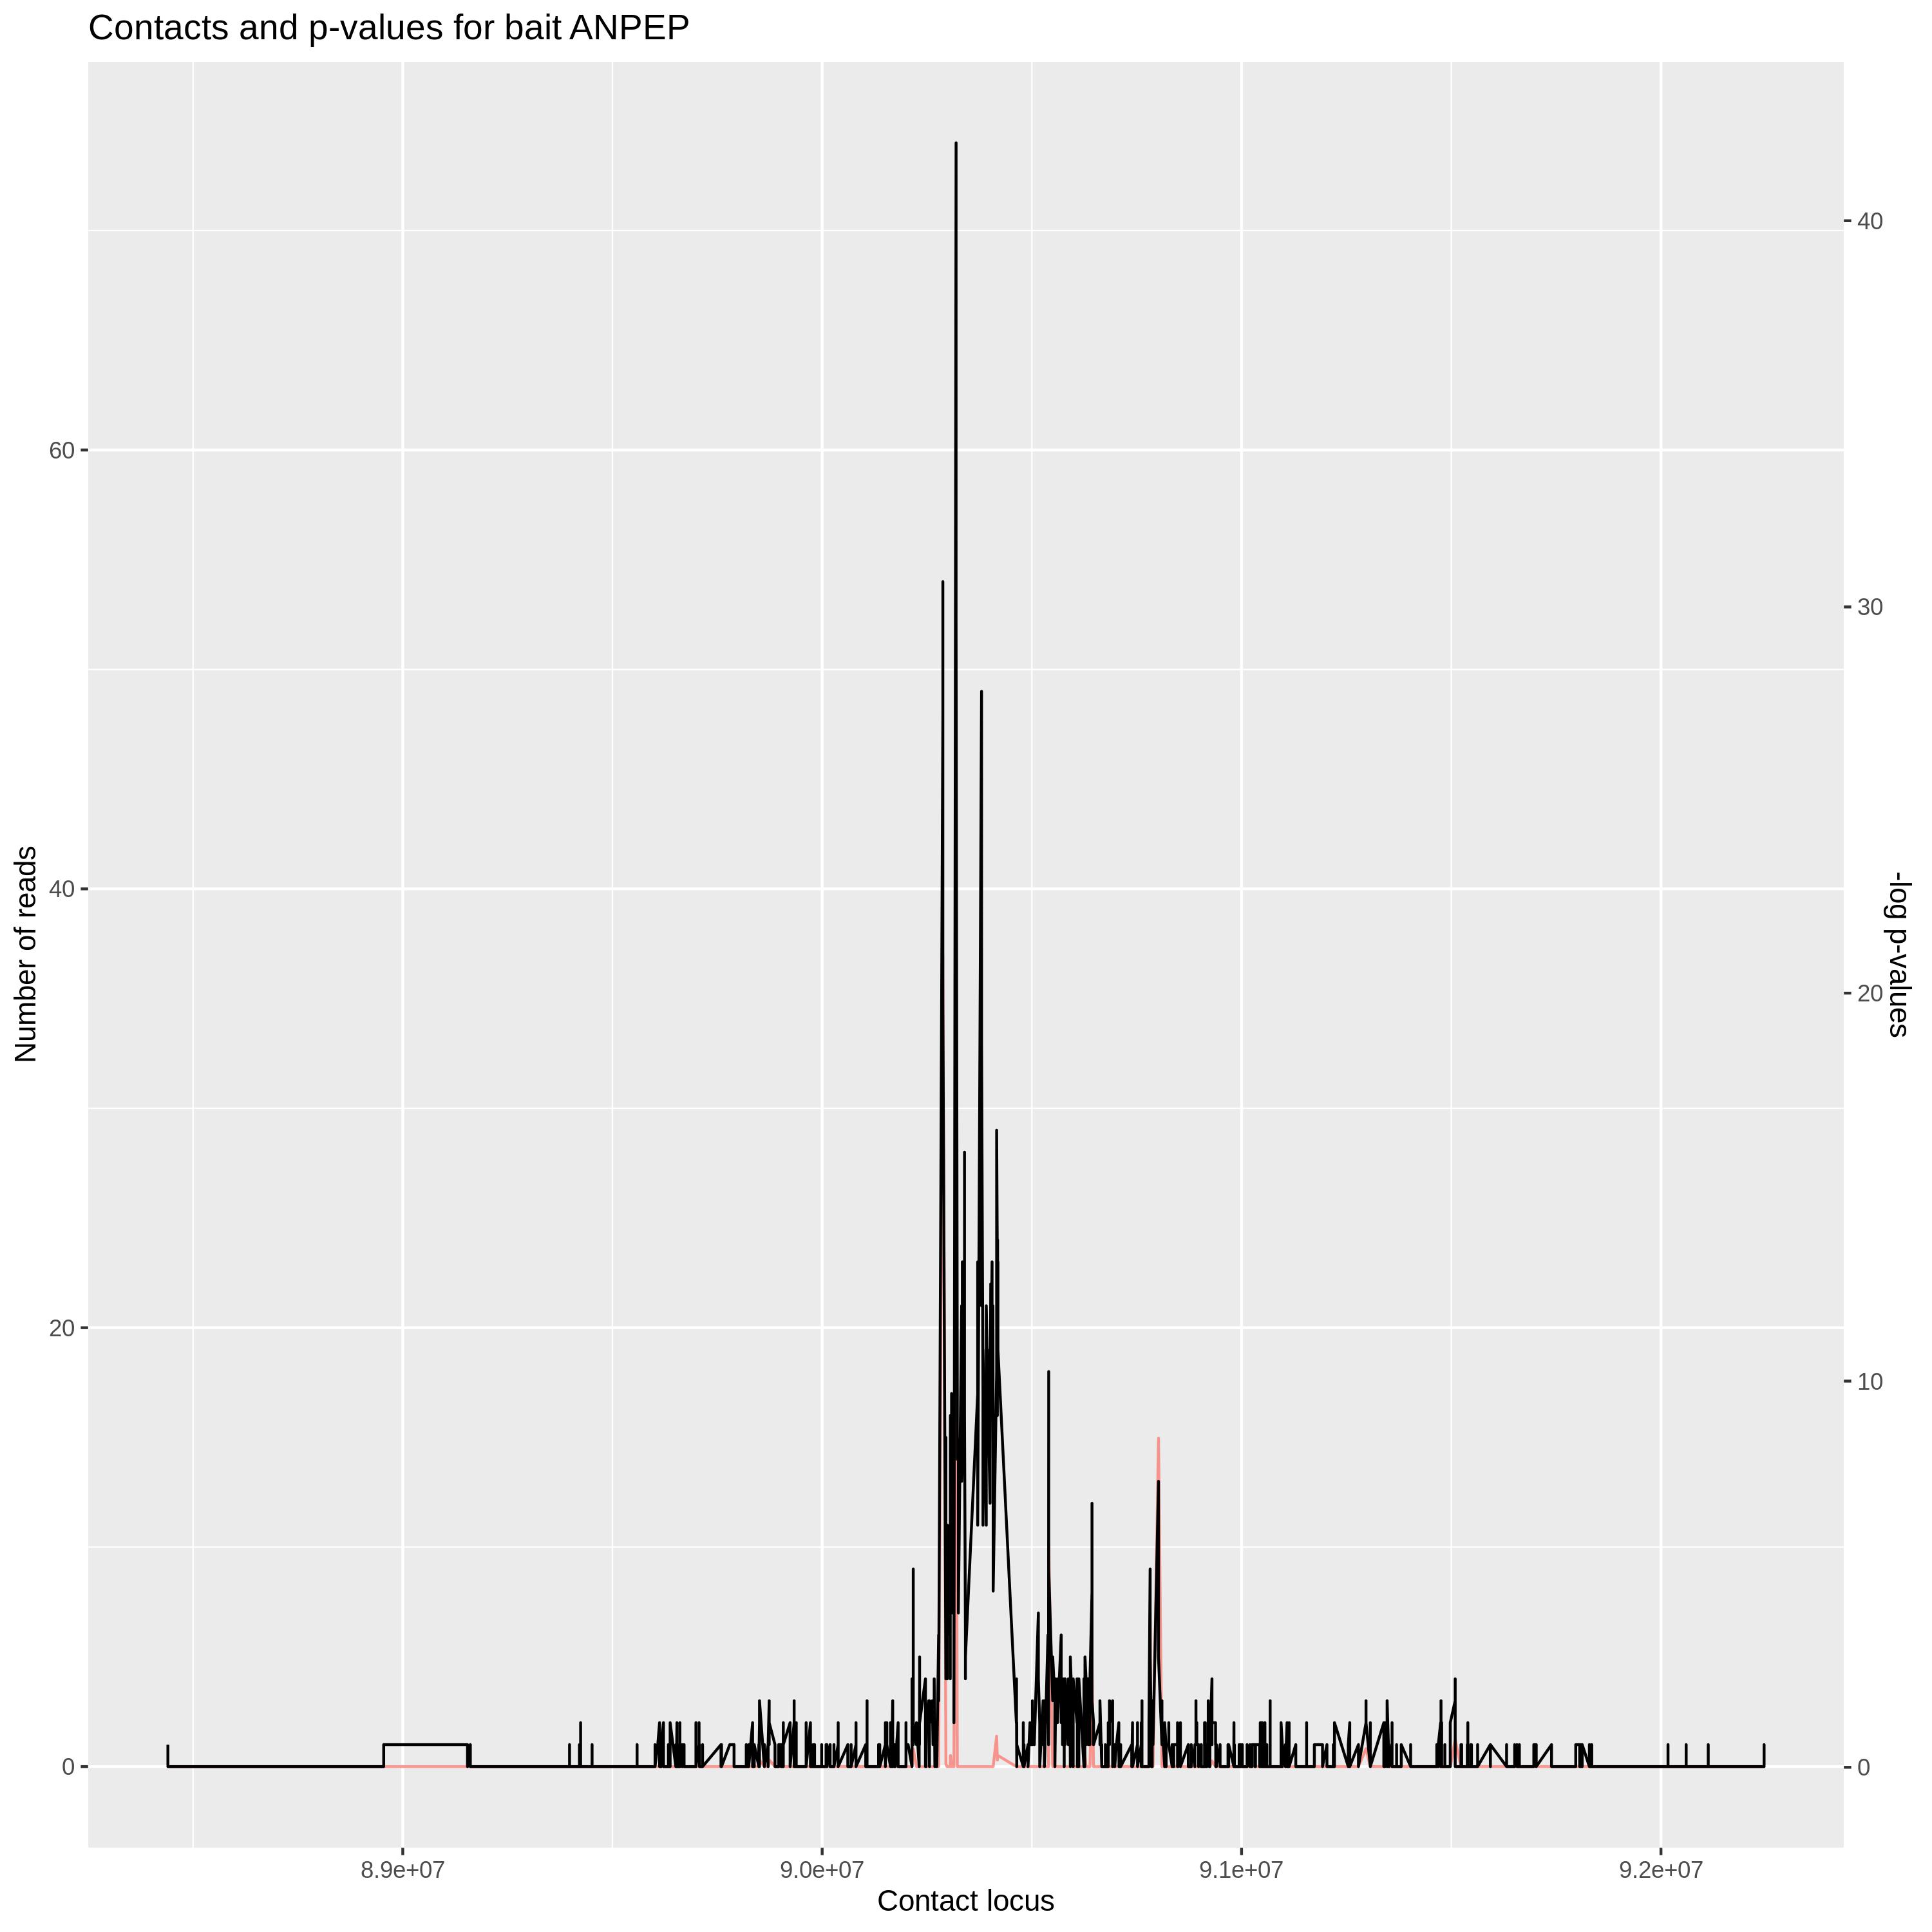 Contacts and p-values for bait ANPEP
Number of reads
60
40
20
0
40
30
20
10
0
-log p-values
8.9e+07
9.0e+07
9.1e+07
9.2e+07
Contact locus